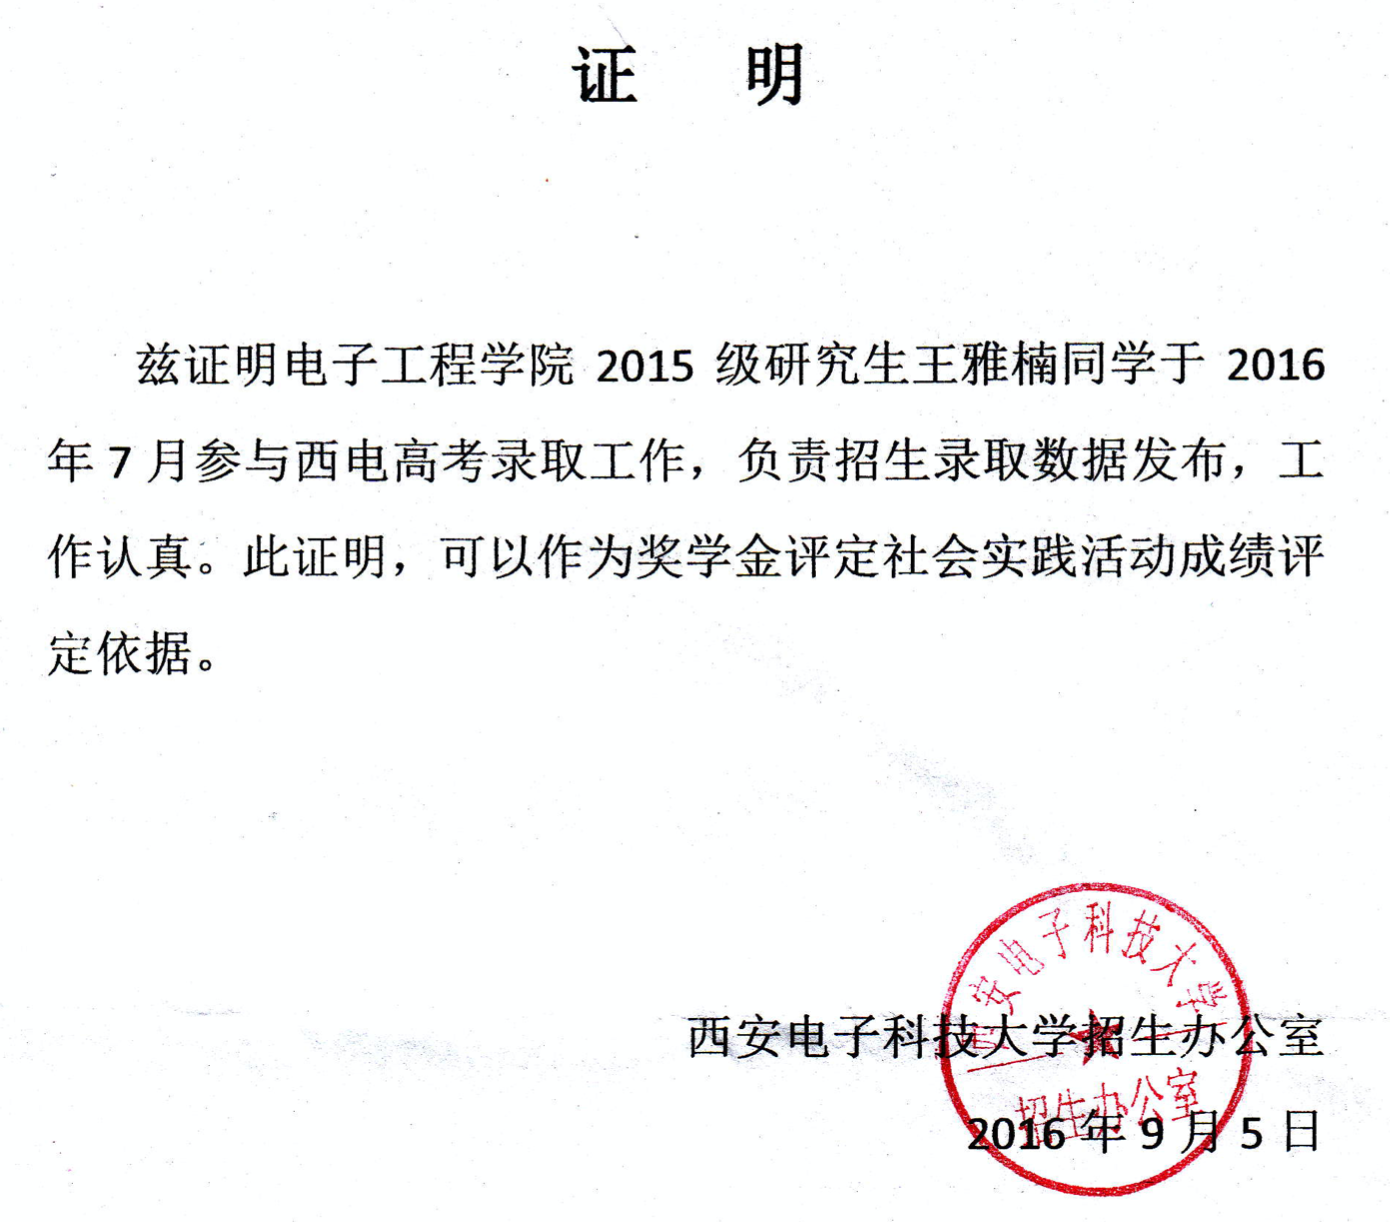 证 明
兹证明电子工程学院 2015 级研究生王雅楠同学于 2016
年 7 月参与西电高考录取工作，负责招生录取数据发布，工
作认真。此证明，可以作为奖学金评定社会实践活动成绩评
定依据。
西安电子科技大学
西安电子科技大学招生办公室
招生办公室
2016 年 9 月 5 日